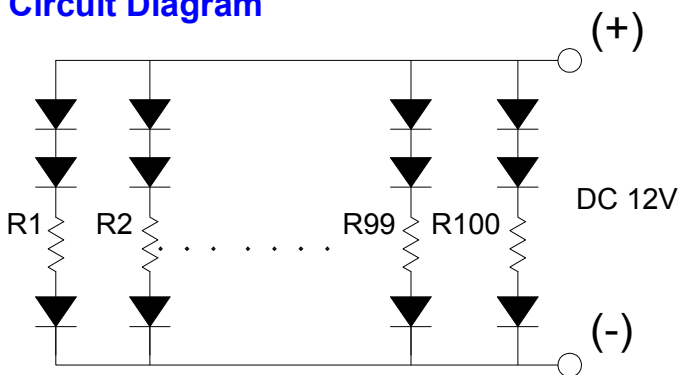 Circuit Diagram
(+)
R1
R2
R99
R100
DC 12V
(-)